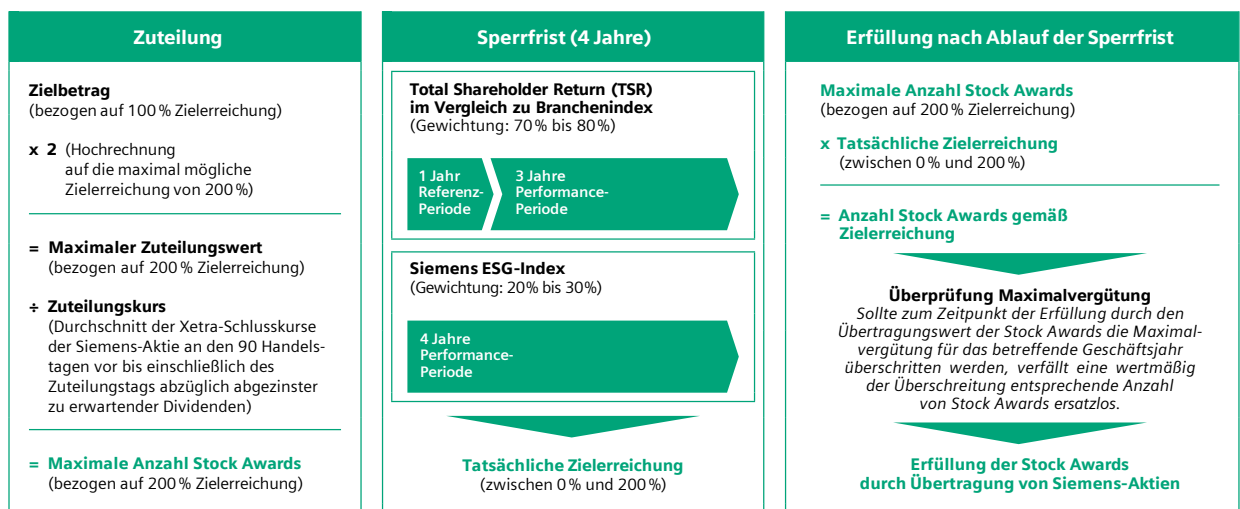 Zuteilung
Zielbetrag
(bezogen auf 100 % Zielerreichung)
x 2 (Hochrechnung
auf die maximal mögliche
Zielerreichung von 200 %)
= Maximaler Zuteilungswert
(bezogen auf 200 % Zielerreichung)
÷ Zuteilungskurs
(Durchschnitt der Xetra-Schlusskurse
der Siemens-Aktie an den 90 Handels-
tagen vor bis einschließlich des
Zuteilungstags abzüglich abgezinster
zu erwartender Dividenden)
= Maximale Anzahl Stock Awards
(bezogen auf 200 % Zielerreichung)
Sperrfrist (4 Jahre)
Total Shareholder Return (TSR)
im Vergleich zu Branchenindex
(Gewichtung: 70 % bis 80 %)
1 Jahr
Referenz-
Periode
3 Jahre
Performance-
Periode
Siemens ESG-Index
(Gewichtung: 20% bis 30%)
4 Jahre
Performance-
Periode
Tatsächliche Zielerreichung
(zwischen 0 % und 200 %)
Erfüllung nach Ablauf der Sperrfrist
Maximale Anzahl Stock Awards
(bezogen auf 200 % Zielerreichung)
x Tatsächliche Zielerreichung
(zwischen 0 % und 200 %)
= Anzahl Stock Awards gemäß
Zielerreichung
Überprüfung Maximalvergütung
Sollte zum Zeitpunkt der Erfüllung durch den
Übertragungswert der Stock Awards die Maximal-
vergütung für das betreffende Geschäftsjahr
überschritten werden, verfällt eine wertmäßig
der Überschreitung entsprechende Anzahl
von Stock Awards ersatzlos.
Erfüllung der Stock Awards
durch Übertragung von Siemens-Aktien